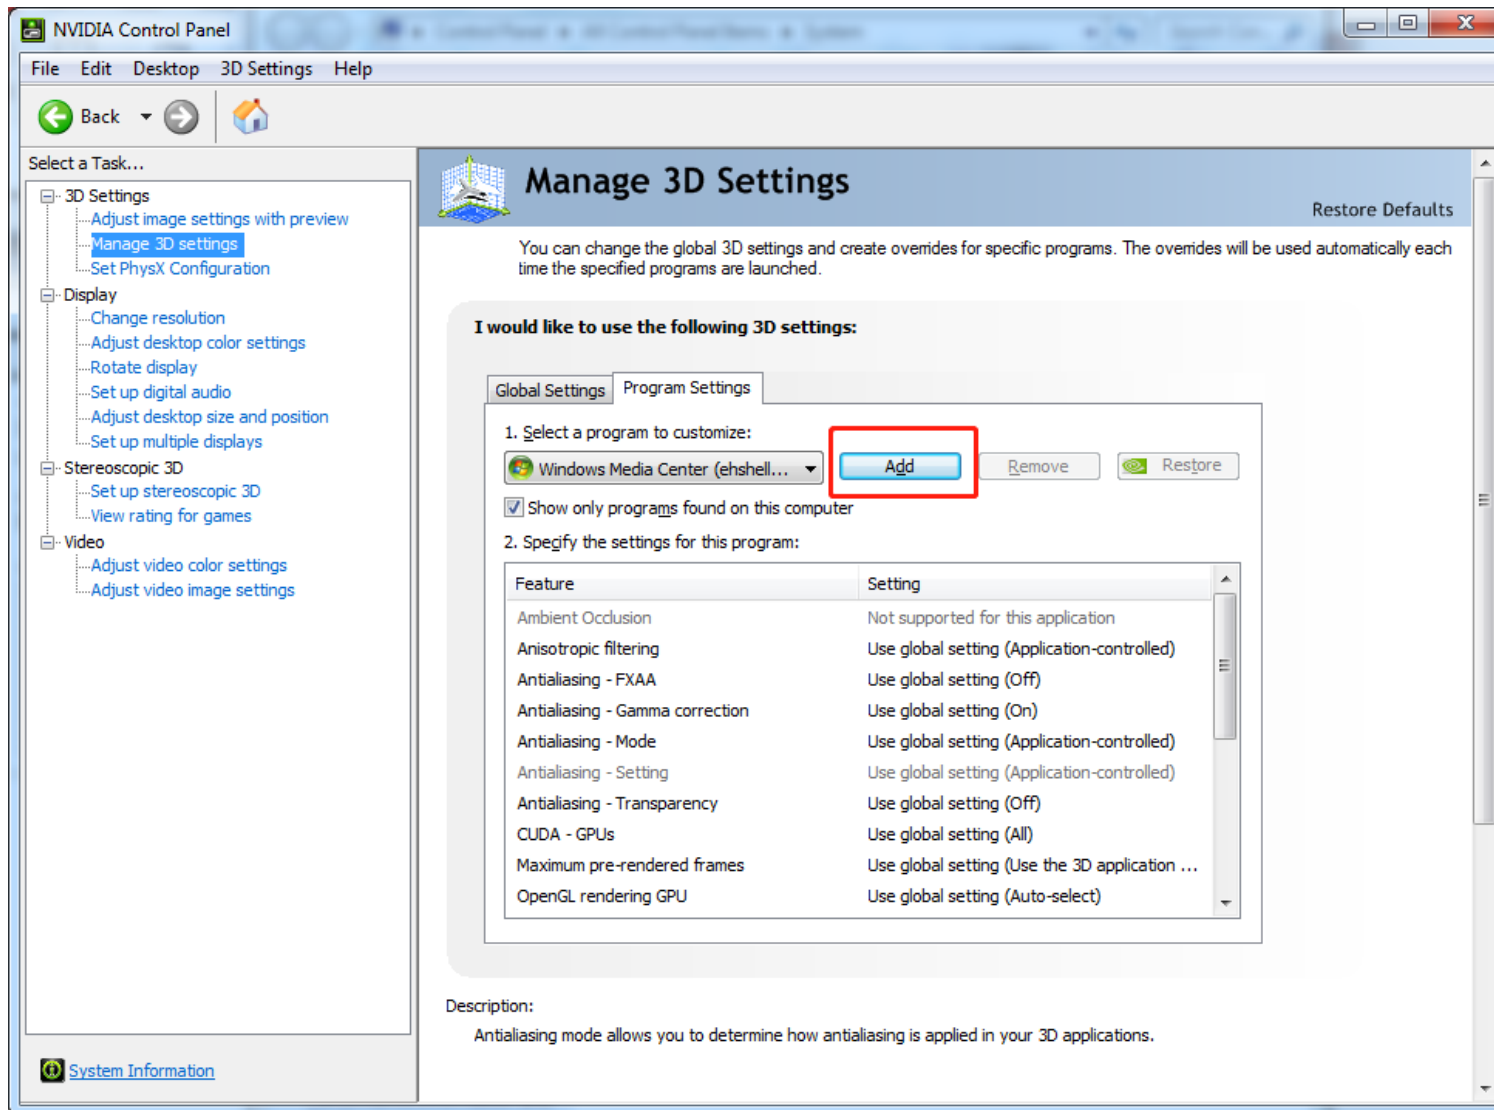 NVIDIA Control Panel
File Edit Desktop 3D Settings Help
Back
Select a Task...
3D Settings
Adjust image settings with preview
Manage 3D settings
Set PhysX Configuration
Display
Change resolution
Adjust desktop color settings
Rotate display
Set up digital audio
Adjust desktop size and position
Set up multiple displays
Stereoscopic 3D
Set up stereoscopic 3D
View rating for games
Video
Adjust video color settings
Adjust video image settings
System Information
Manage 3D Settings
Restore Defaults
You can change the global 3D settings and create overrides for specific programs. The overrides will be used automatically each
time the specified programs are launched.
I would like to use the following 3D settings:
Global Settings Program Settings
1. Select a program to customize:
Windows Media Center (ehshell... Add Remove Restore
Show only programs found on this computer
2. Specify the settings for this program:
Feature Setting
Ambient Occlusion Not supported for this application
Anisotropic filtering Use global setting (Application-controlled)
Antialiasing - FXAA Use global setting (Off)
Antialiasing - Gamma correction Use global setting (On)
Antialiasing - Mode Use global setting (Application-controlled)
Antialiasing - Setting Use global setting (Application-controlled)
Antialiasing - Transparency Use global setting (Off)
CUDA - GPUs Use global setting (All)
Maximum pre-rendered frames Use global setting (Use the 3D application ...
OpenGL rendering GPU Use global setting (Auto-select)
Description:
Antialiasing mode allows you to determine how antialiasing is applied in your 3D applications.